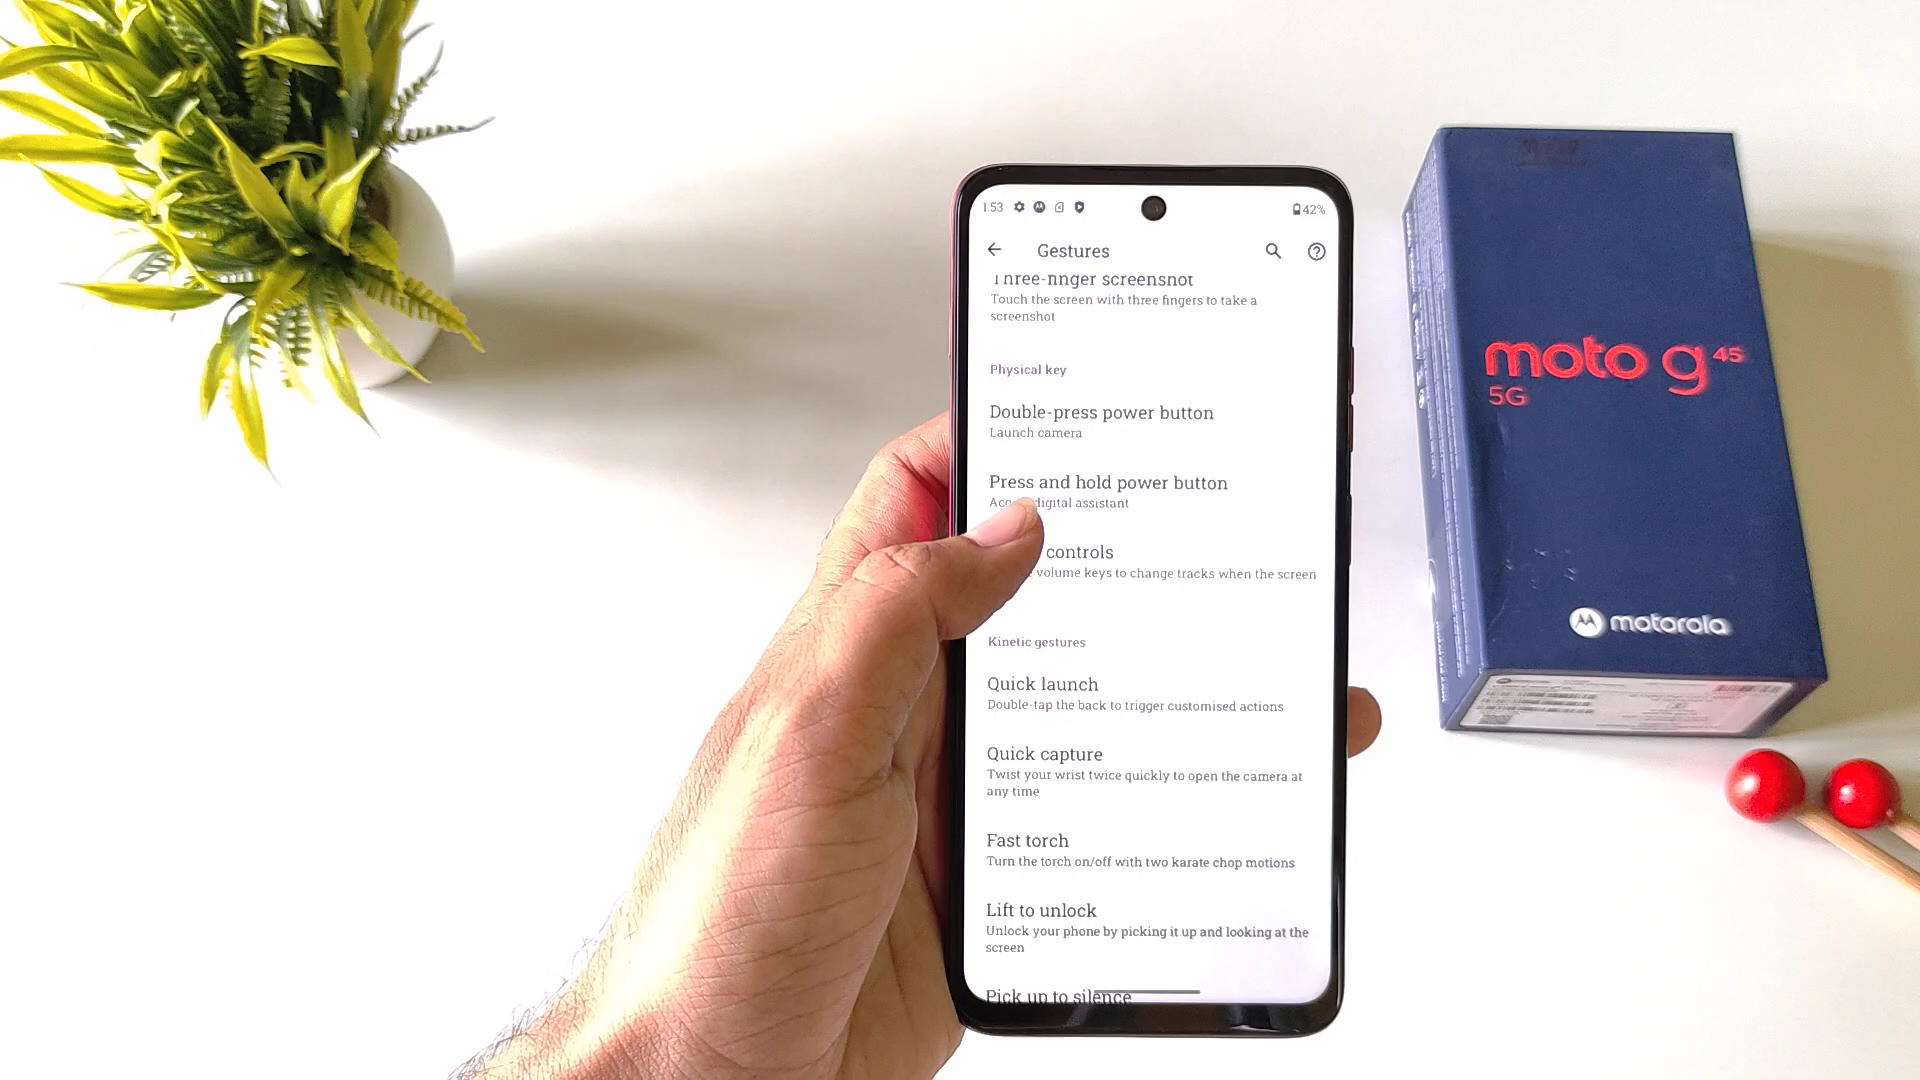 1:53
42%
Gestures
Three-finger screenshot
Touch the screen with three fingers to take a
screenshot
Physical key
Double-press power button
Launch camera
Press and hold power button
digital assistant
controls
volume keys to change tracks when the screen
Kinetic gestures
Quick launch
Double-tap the back to trigger customised actions
Quick capture
Twist your wrist twice quickly to open the camera at
any time
Fast torch
Turn the torch on/off with two karate chop motions
Lift to unlock
Unlock your phone by picking it up and looking at the
screen
Pick up to silence
moto g 45
5G
motorola